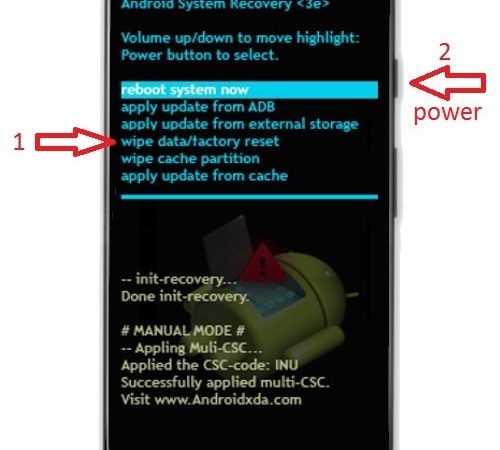 Android System Recovery <3e>
Volume up/down to move highlight:
Power button to select.
reboot system now
apply update from ADB
apply update from external storage
wipe data/factory reset
wipe cache partition
apply update from cache
1
2
power
-- init-recovery...
Done init-recovery.
# MANUAL MODE #
-- Appling Muli-CSC...
Applied the CSC-code: INU
Successfully applied multi-CSC.
Visit www.Androidxda.com